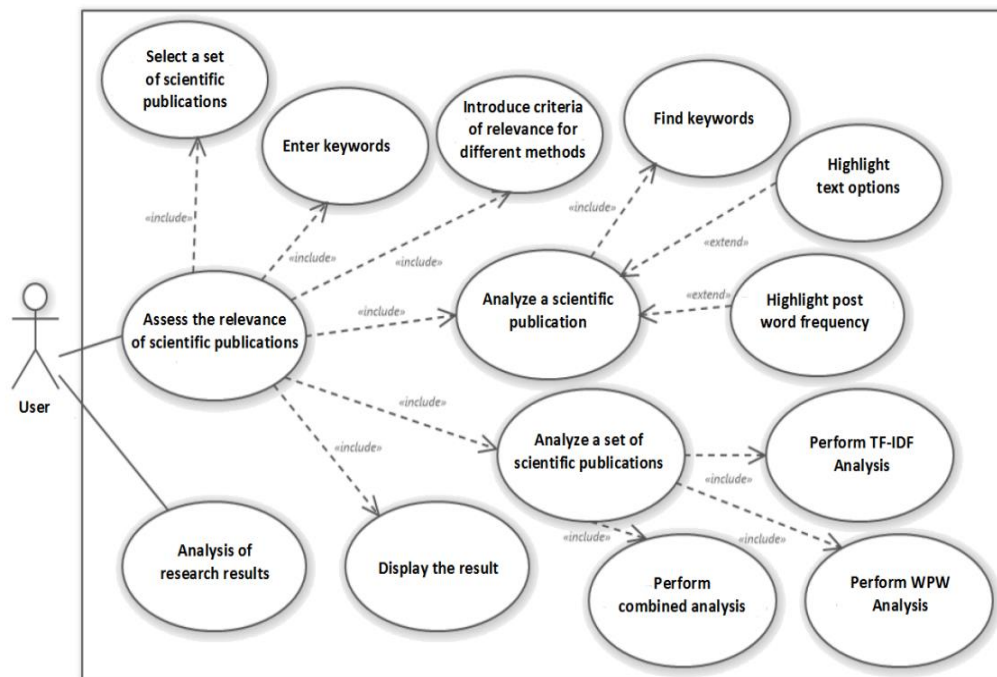 Select a set
of scientific
publications
Enter keywords
Introduce criteria
of relevance for
different methods
Find keywords
Highlight
text options
«include»
«include»
«include»
«include»
«extend»
Assess the relevance
of scientific publications
«include»
Analyze a scientific
publication
«extend»
Highlight post
word frequency
User
«include»
«include»
Analyze a set of
scientific publications
Perform TF-IDF
Analysis
«include»
«include»
«include»
Analysis of
research results
Display the result
Perform
combined analysis
Perform WPW
Analysis